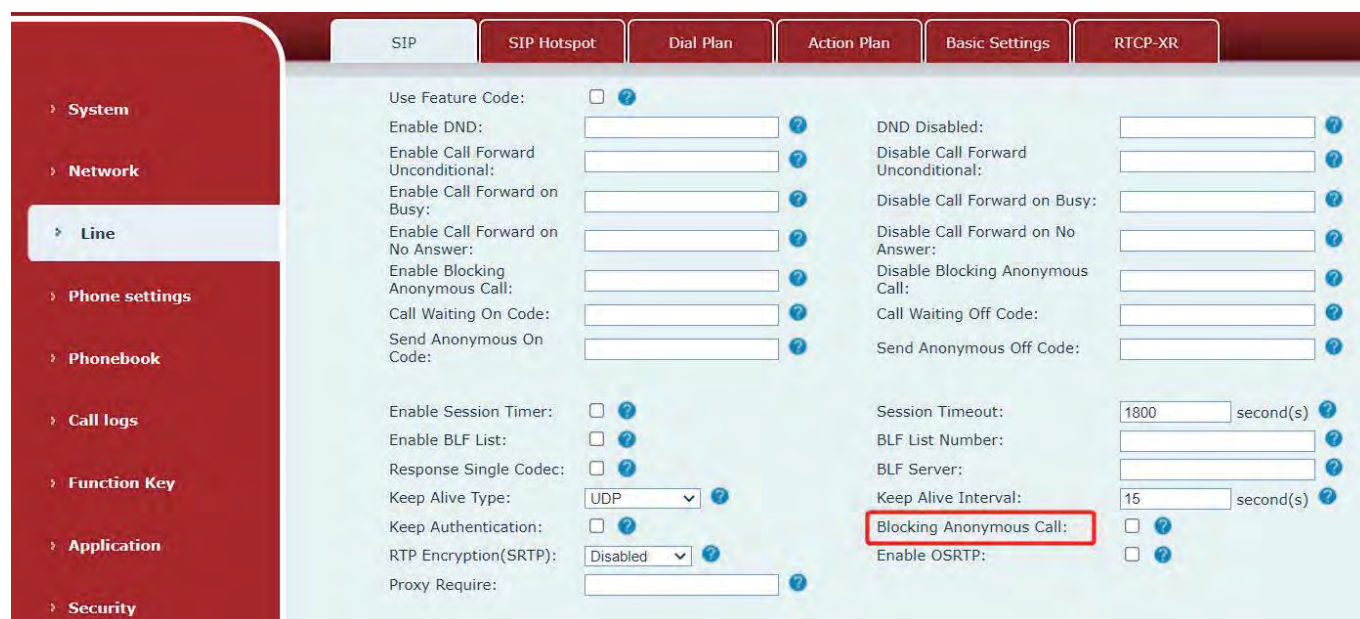 SIP
SIP Hotspot
Dial Plan
Action Plan
Basic Settings
RTCP-XR
› System
› Network
› Line
› Phone settings
› Phonebook
› Call logs
› Function Key
› Application
› Security
Use Feature Code: ?
Enable DND: ? DND Disabled: ?
Enable Call Forward
Unconditional: ? Disable Call Forward
Unconditional: ?
Enable Call Forward on
Busy: ? Disable Call Forward on Busy: ?
Enable Call Forward on
No Answer: ? Disable Call Forward on No
Answer: ?
Enable Blocking
Anonymous Call: ? Disable Blocking Anonymous
Call: ?
Call Waiting On Code: ? Call Waiting Off Code: ?
Send Anonymous On
Code: ? Send Anonymous Off Code: ?
Enable Session Timer: ? Session Timeout: 1800 second(s) ?
Enable BLF List: ? BLF List Number: ?
Response Single Codec: ? BLF Server: ?
Keep Alive Type: UDP ? Keep Alive Interval: 15 second(s) ?
Keep Authentication: ? Blocking Anonymous Call: ?
RTP Encryption(SRTP): Disabled ? Enable OSRTP: ?
Proxy Require: ?